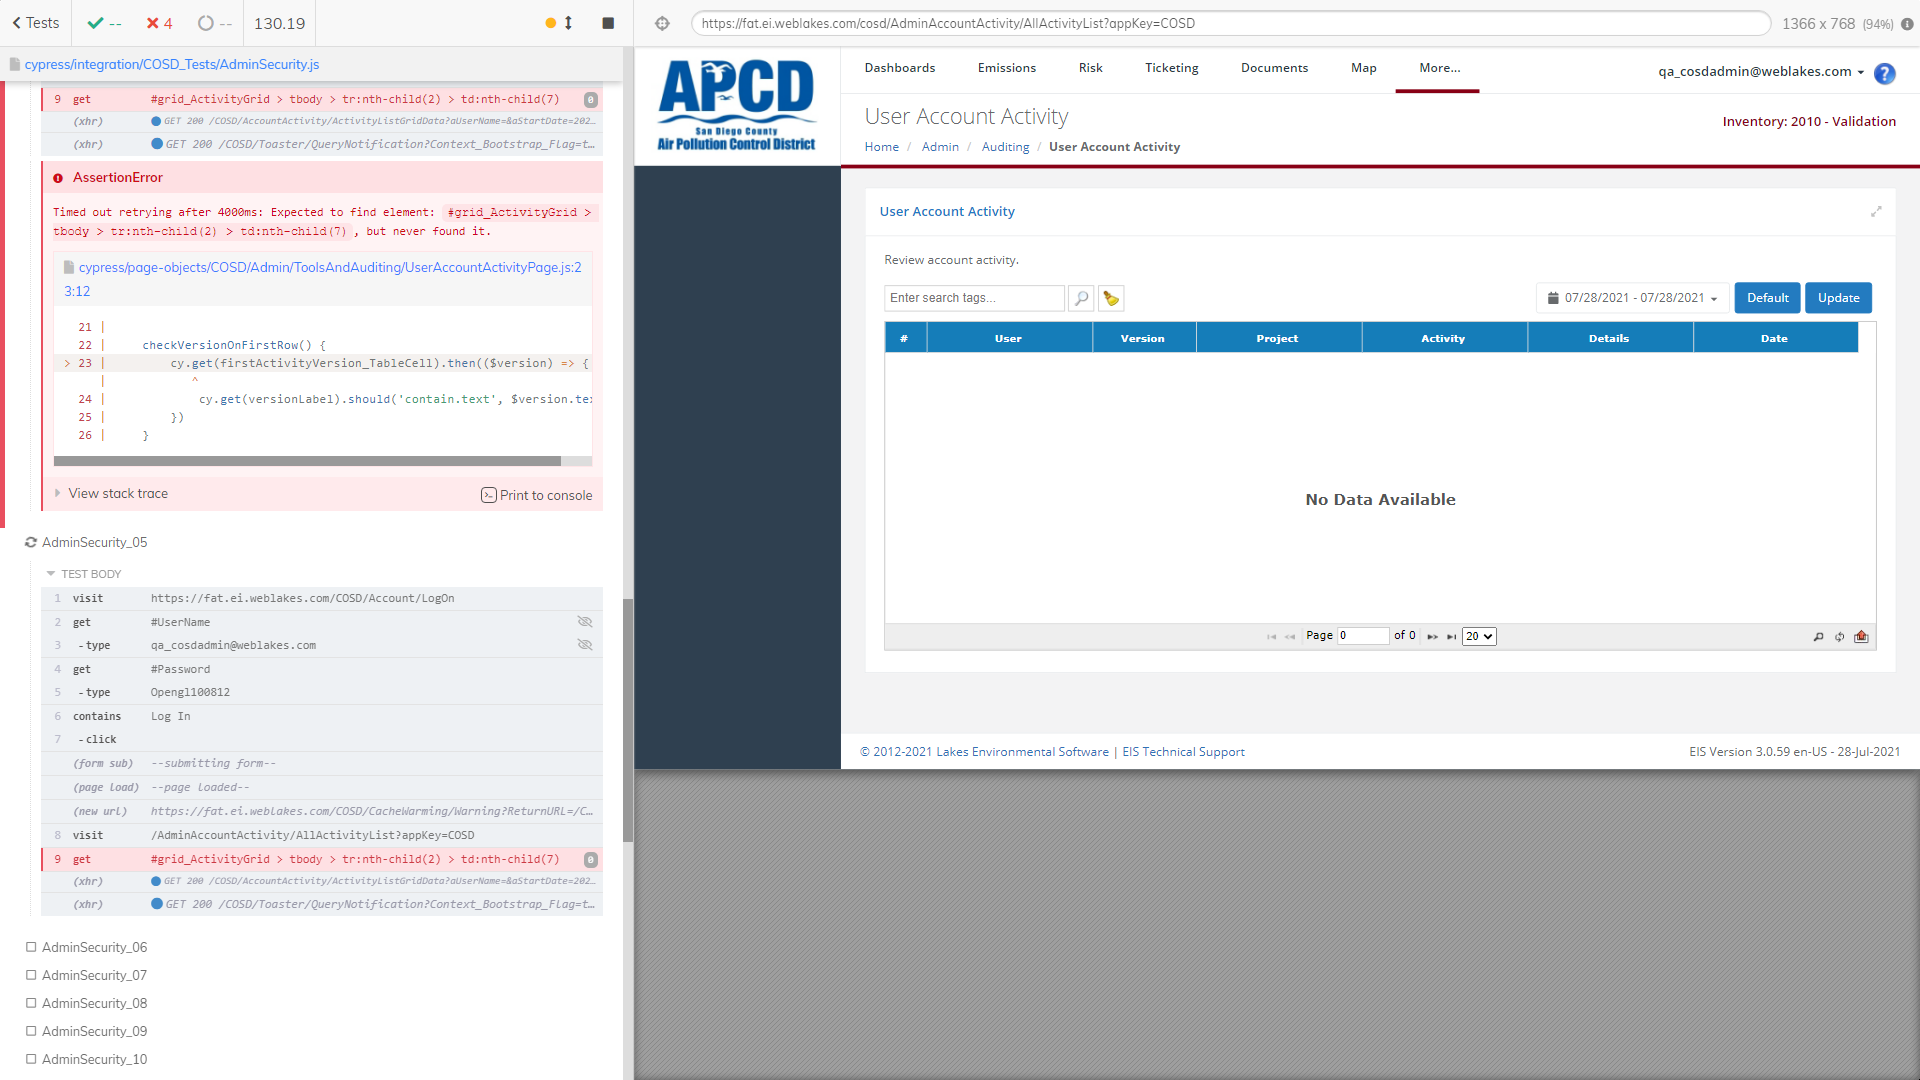 Tests
--
4
--
130.19
cypress/integration/COSD_Tests/AdminSecurity.js
9 get #grid_ActivityGrid > tbody > tr:nth-child(2) > td:nth-child(7) 0
(xhr) GET 200 /COSD/AccountActivity/ActivityListGridData?aUserName=&aStartDate=202…
(xhr) GET 200 /COSD/Toaster/QueryNotification?Context_Bootstrap_Flag=t…
AssertionError
Timed out retrying after 4000ms: Expected to find element: #grid_ActivityGrid >
tbody > tr:nth-child(2) > td:nth-child(7) , but never found it.
cypress/page-objects/COSD/Admin/ToolsAndAuditing/UserAccountActivityPage.js:2
3:12
21 |
22 | checkVersionOnFirstRow() {
> 23 | cy.get(firstActivityVersion_TableCell).then(($version) => {
| ^
24 | cy.get(versionLabel).should('contain.text', $version.te
25 | })
26 | }
View stack trace
Print to console
AdminSecurity_05
TEST BODY
1 visit https://fat.ei.weblakes.com/COSD/Account/LogOn
2 get #UserName
3 -type qa_cosdadmin@weblakes.com
4 get #Password
5 -type Opengl100812
6 contains Log In
7 -click
(form sub) --submitting form--
(page load) --page loaded--
(new url) https://fat.ei.weblakes.com/COSD/CacheWarming/Warning?ReturnURL=/C…
8 visit /AdminAccountActivity/AllActivityList?appKey=COSD
9 get #grid_ActivityGrid > tbody > tr:nth-child(2) > td:nth-child(7) 0
(xhr) GET 200 /COSD/AccountActivity/ActivityListGridData?aUserName=&aStartDate=202…
(xhr) GET 200 /COSD/Toaster/QueryNotification?Context_Bootstrap_Flag=t…
AdminSecurity_06
AdminSecurity_07
AdminSecurity_08
AdminSecurity_09
AdminSecurity_10
https://fat.ei.weblakes.com/cosd/AdminAccountActivity/AllActivityList?appKey=COSD
1366 x 768 (94%)
APCD
San Diego County
Air Pollution Control District
Dashboards Emissions Risk Ticketing Documents Map More...
qa_cosdadmin@weblakes.com
?
User Account Activity
Inventory: 2010 - Validation
Home / Admin / Auditing / User Account Activity
User Account Activity
Review account activity.
Enter search tags...
07/28/2021 - 07/28/2021
Default
Update
# User Version Project Activity Details Date
No Data Available
Page 0 of 0 20
© 2012-2021 Lakes Environmental Software | EIS Technical Support
EIS Version 3.0.59 en-US - 28-Jul-2021